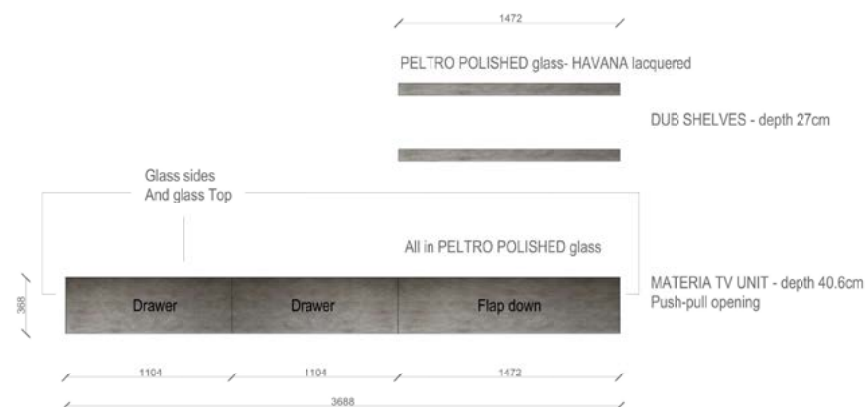 1472
PELTRO POLISHED glass- HAVANA lacquered
DUB SHELVES - depth 27cm
Glass sides
And glass Top
All in PELTRO POLISHED glass
368
Drawer
Drawer
Flap down
MATERIA TV UNIT - depth 40.6cm
Push-pull opening
1104
1104
1472
3688